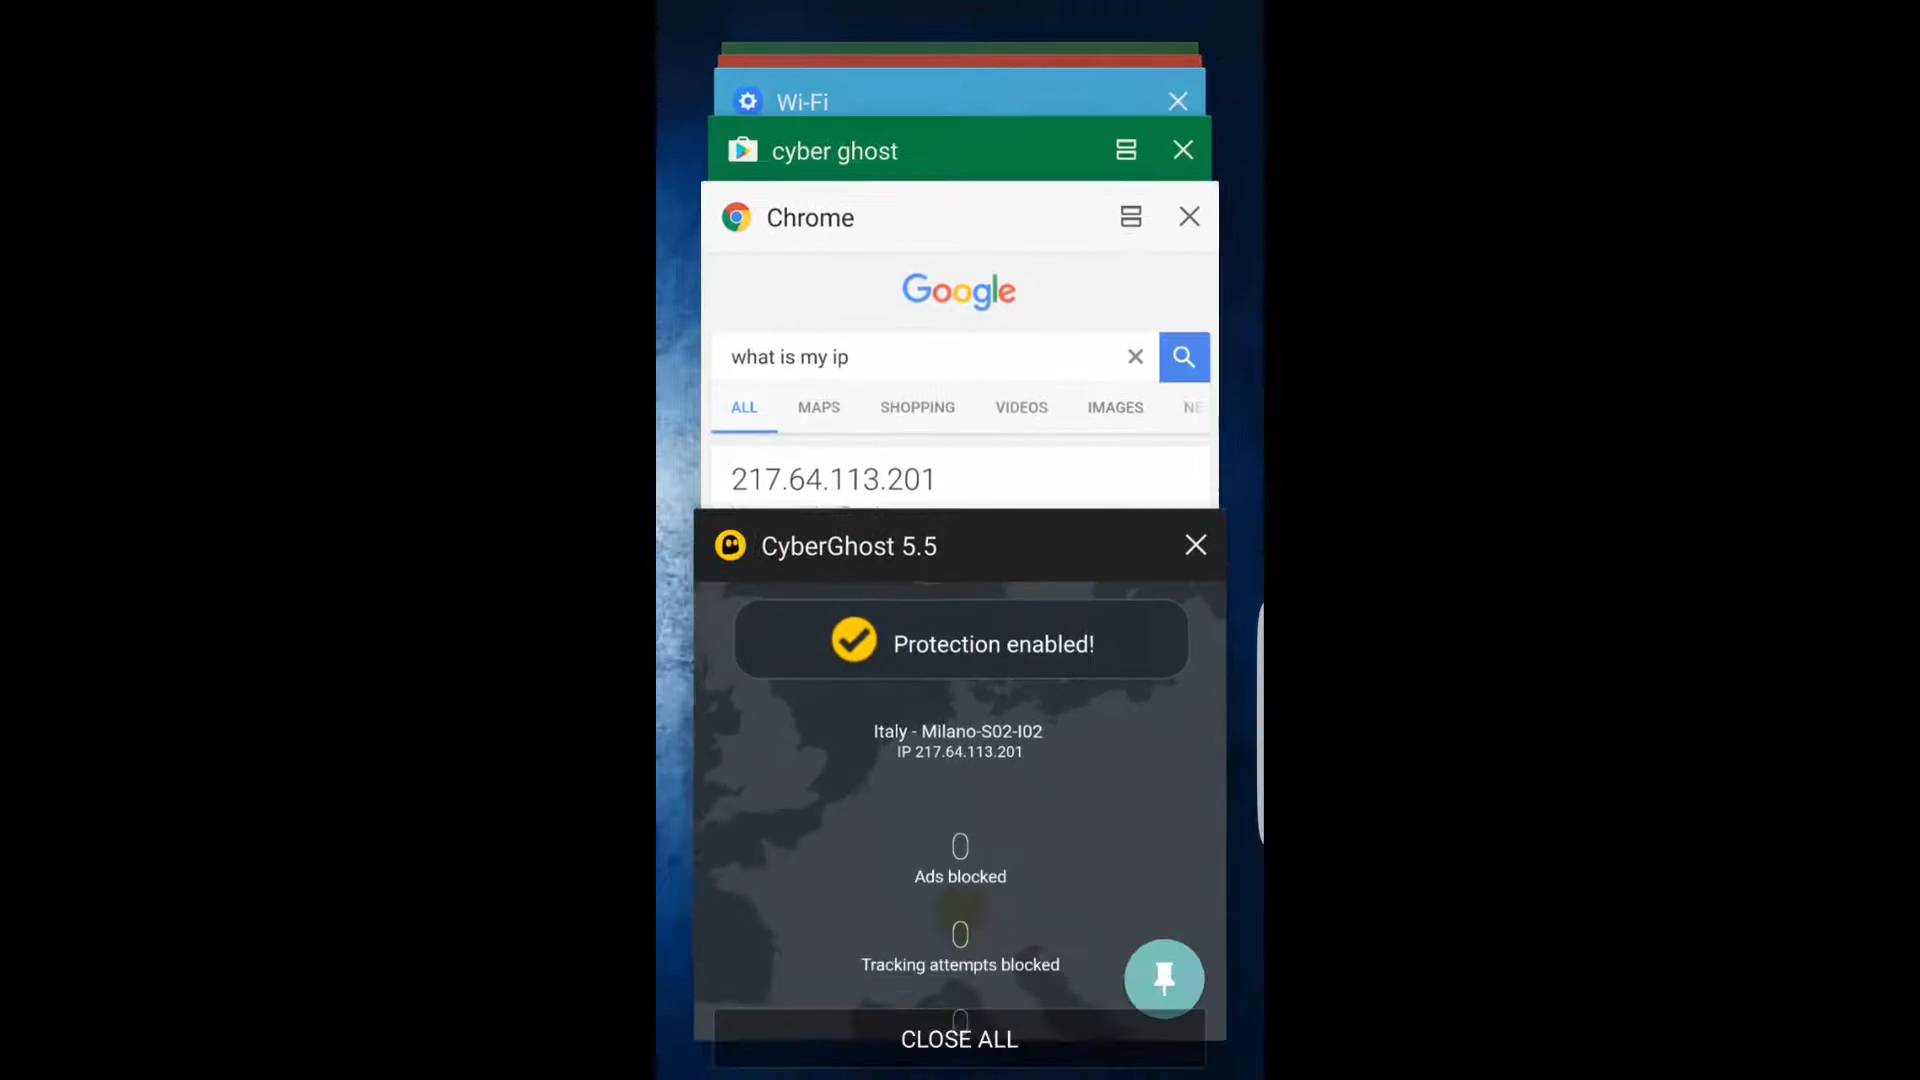 Wi-Fi
cyber ghost
Chrome
Google
what is my ip
ALL MAPS SHOPPING VIDEOS IMAGES NE
217.64.113.201
CyberGhost 5.5
Protection enabled!
Italy - Milano-S02-I02
IP 217.64.113.201
0
Ads blocked
0
Tracking attempts blocked
0
CLOSE ALL